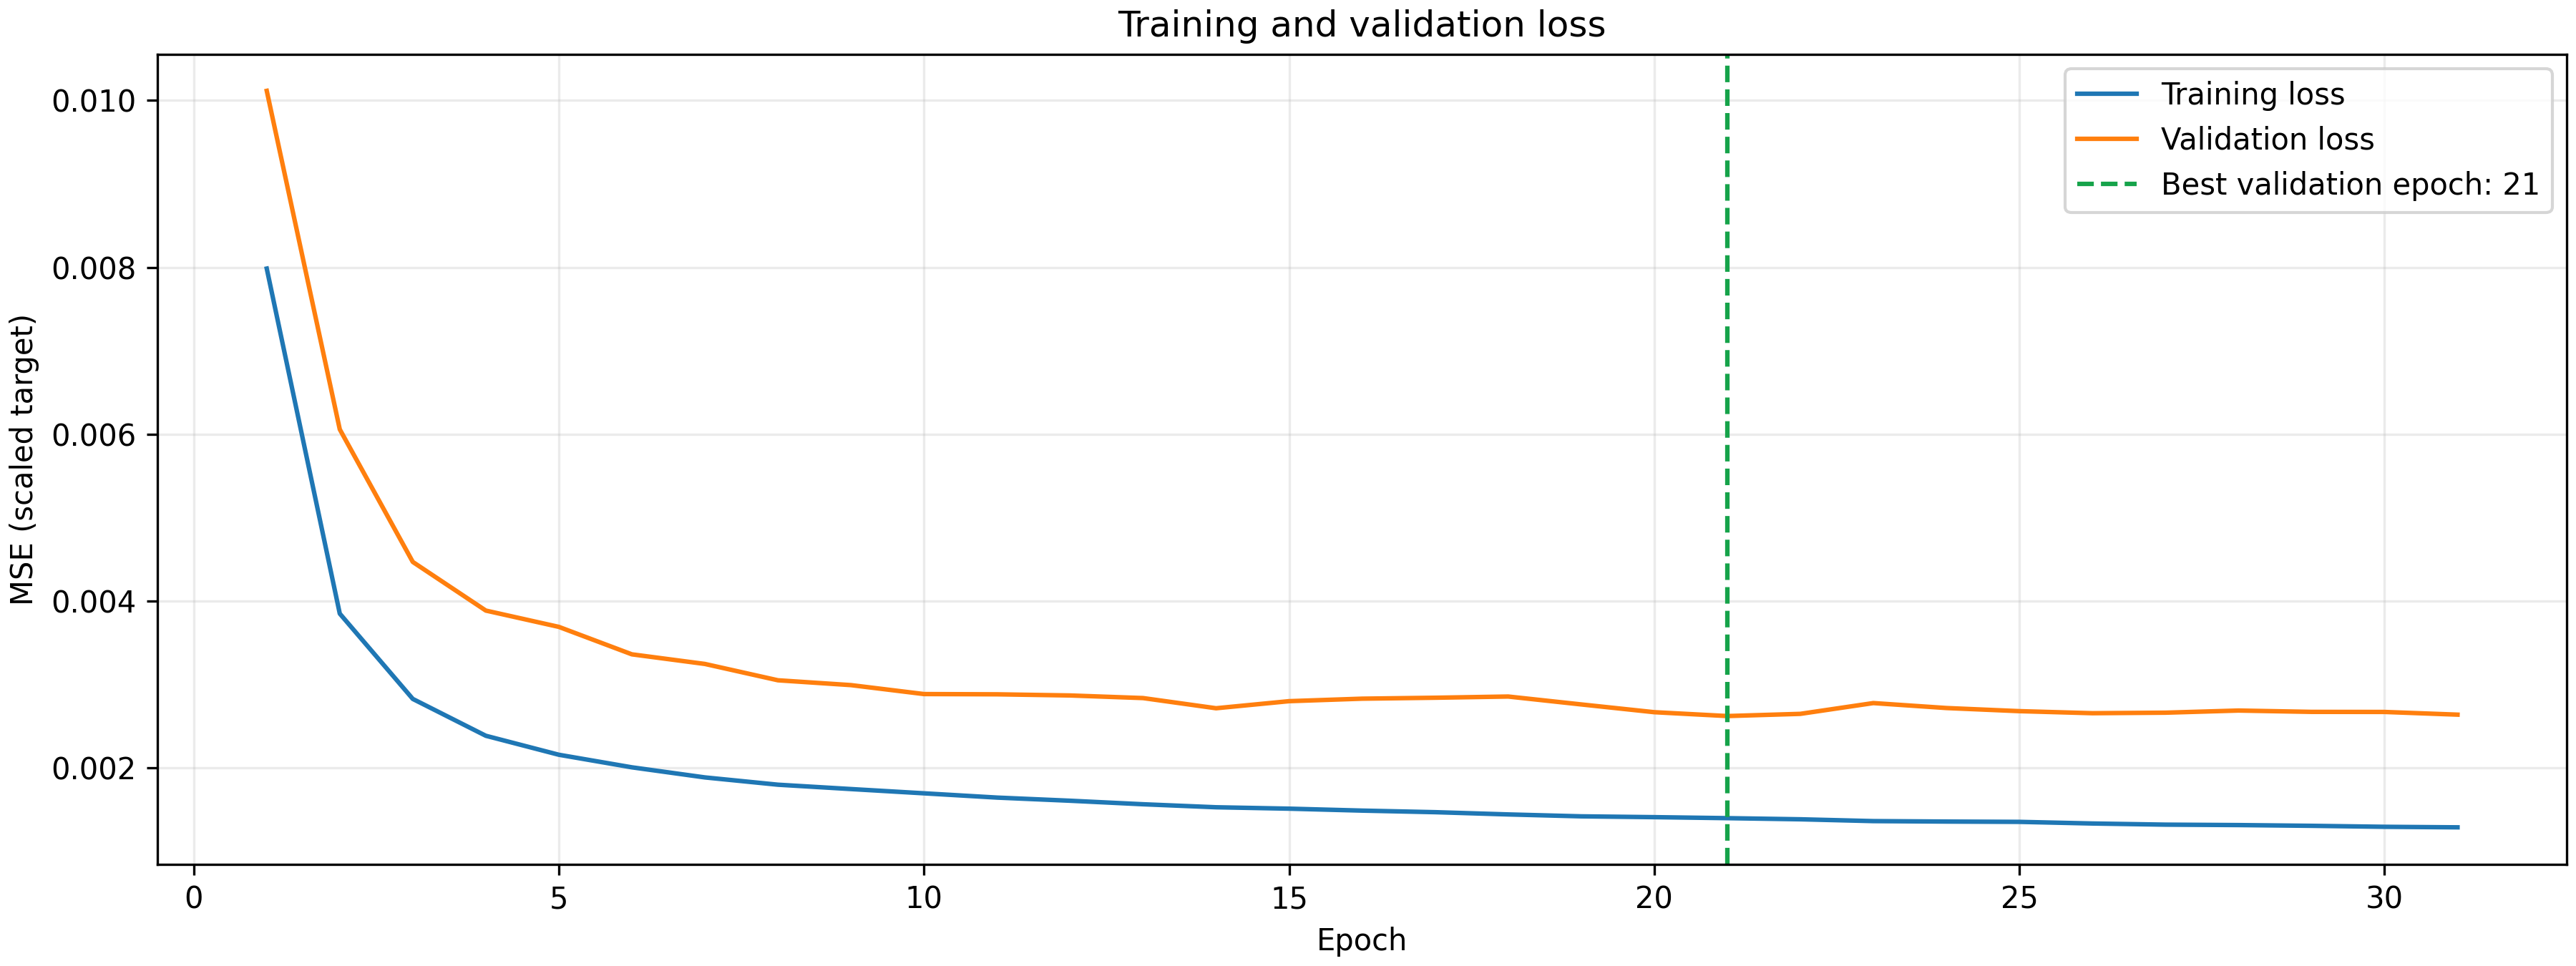 Training and validation loss
Training loss
Validation loss
Best validation epoch: 21
MSE (scaled target)
0.010
0.008
0.006
0.004
0.002
0 5 10 15 20 25 30
Epoch